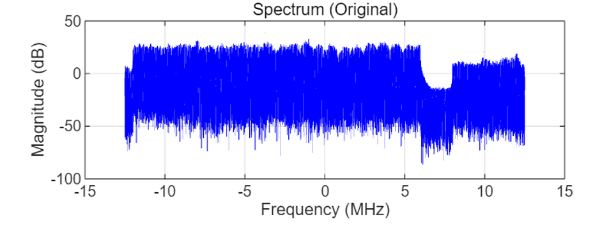 Spectrum (Original)
50
0
-50
-100
Magnitude (dB)
-15 -10 -5 0 5 10 15
Frequency (MHz)